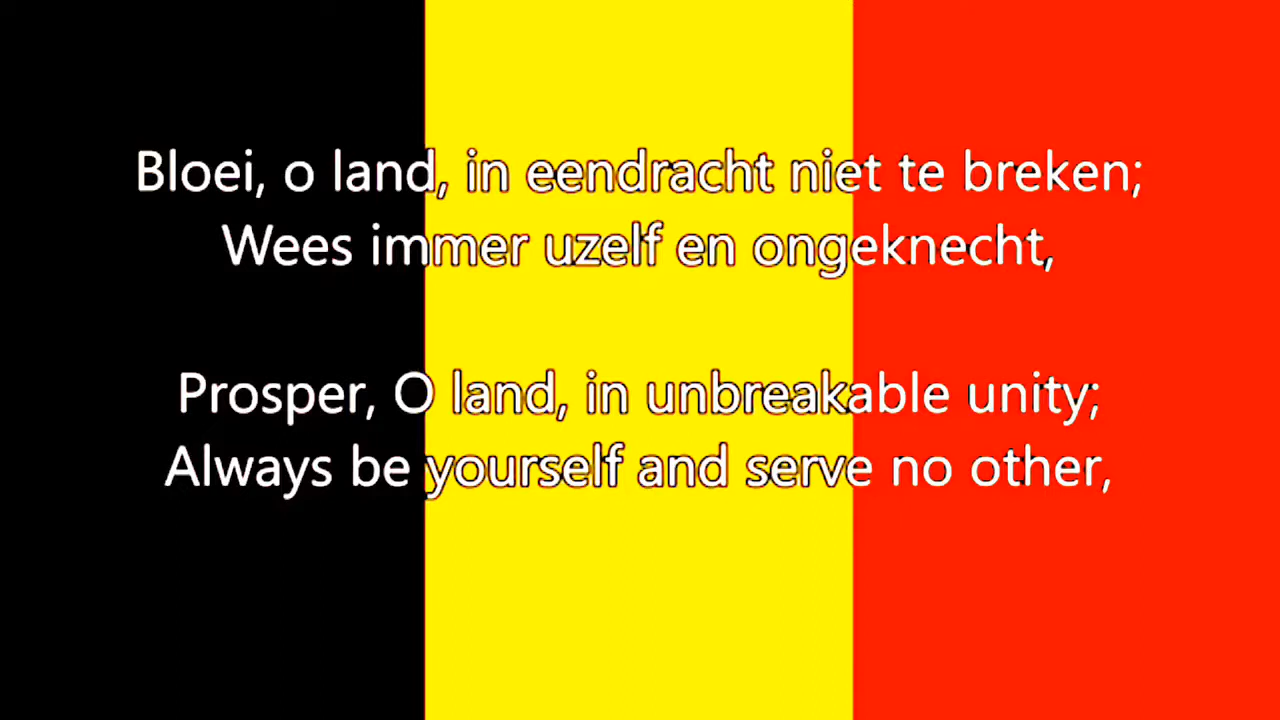 Bloei, o land, in eendracht niet te breken;
Wees immer uzelf en ongeknecht,
Prosper, O land, in unbreakable unity;
Always be yourself and serve no other,